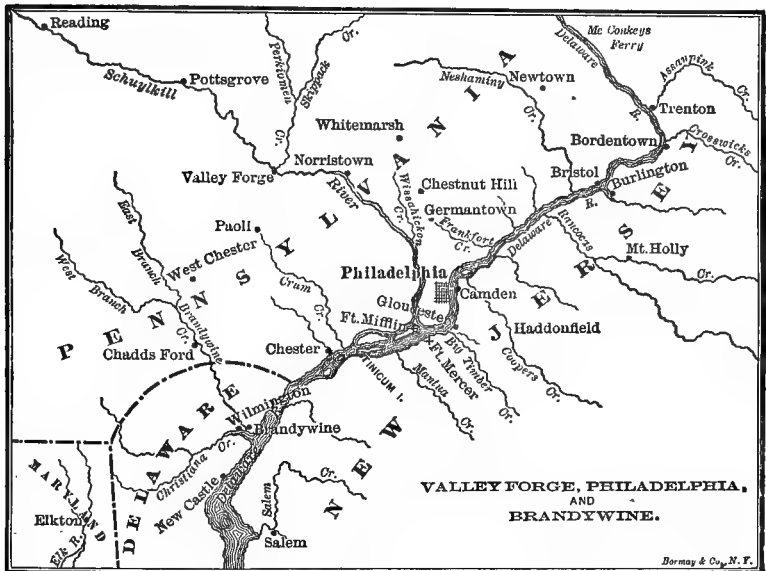 Reading
Schuylkill
Pottsgrove
Perkiomen
Skippack
Cr.
Cr.
Valley Forge
Norristown
River
Whitemarsh
Wissahickon
Cr.
Chestnut Hill
Germantown
Frankfort
Cr.
Neshaminy
Cr.
Newtown
Mc Conkeys
Ferry
Delaware
R.
Assanpink
Cr.
Trenton
Bordentown
Crosswicks
Cr.
Bristol
Burlington
Delaware
R.
Rancocas
Cr.
Mt. Holly
PENNSYLVANIA
Paoli
East
Branch
West
Branch
West Chester
Brandywine
Cr.
Chadds Ford
Crum
Cr.
Chester
Philadelphia
Camden
Gloucester
Ft. Mifflin
Ft. Mercer
TINICUM I.
Mantua
Cr.
Big Timber
Cr.
Haddonfield
Coopers
Cr.
NEW JERSEY
DELAWARE
Wilmington
Brandywine
Christiana
Cr.
New Castle
Delaware
Salem
Cr.
Salem
MARYLAND
Elkton
Elk R.
VALLEY FORGE, PHILADELPHIA,
AND
BRANDYWINE.
Bormay & Co., N.Y.